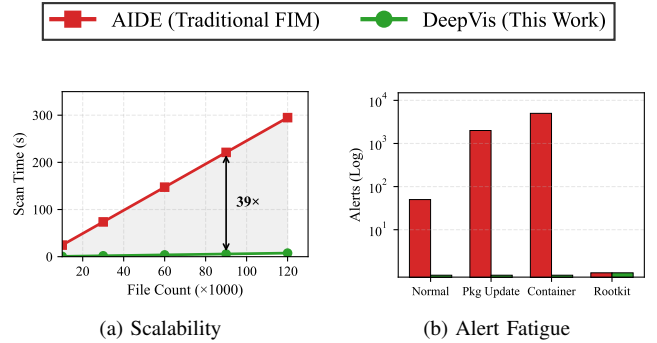 AIDE (Traditional FIM) DeepVis (This Work)
Scan Time (s)
300
200
100
0
39×
20 40 60 80 100 120
File Count (×1000)
(a) Scalability
Alerts (Log)
10⁴
10³
10²
10¹
Normal Pkg Update Container Rootkit
(b) Alert Fatigue